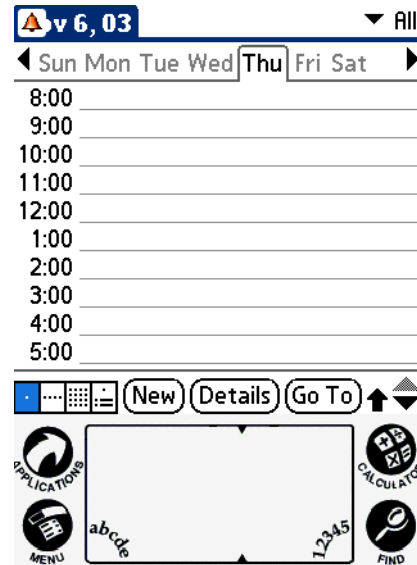 v 6, 03 All
Sun Mon Tue Wed Thu Fri Sat
8:00
9:00
10:00
11:00
12:00
1:00
2:00
3:00
4:00
5:00
New Details Go To
APPLICATIONS
MENU
abcde
12345
CALCULATO
FIND